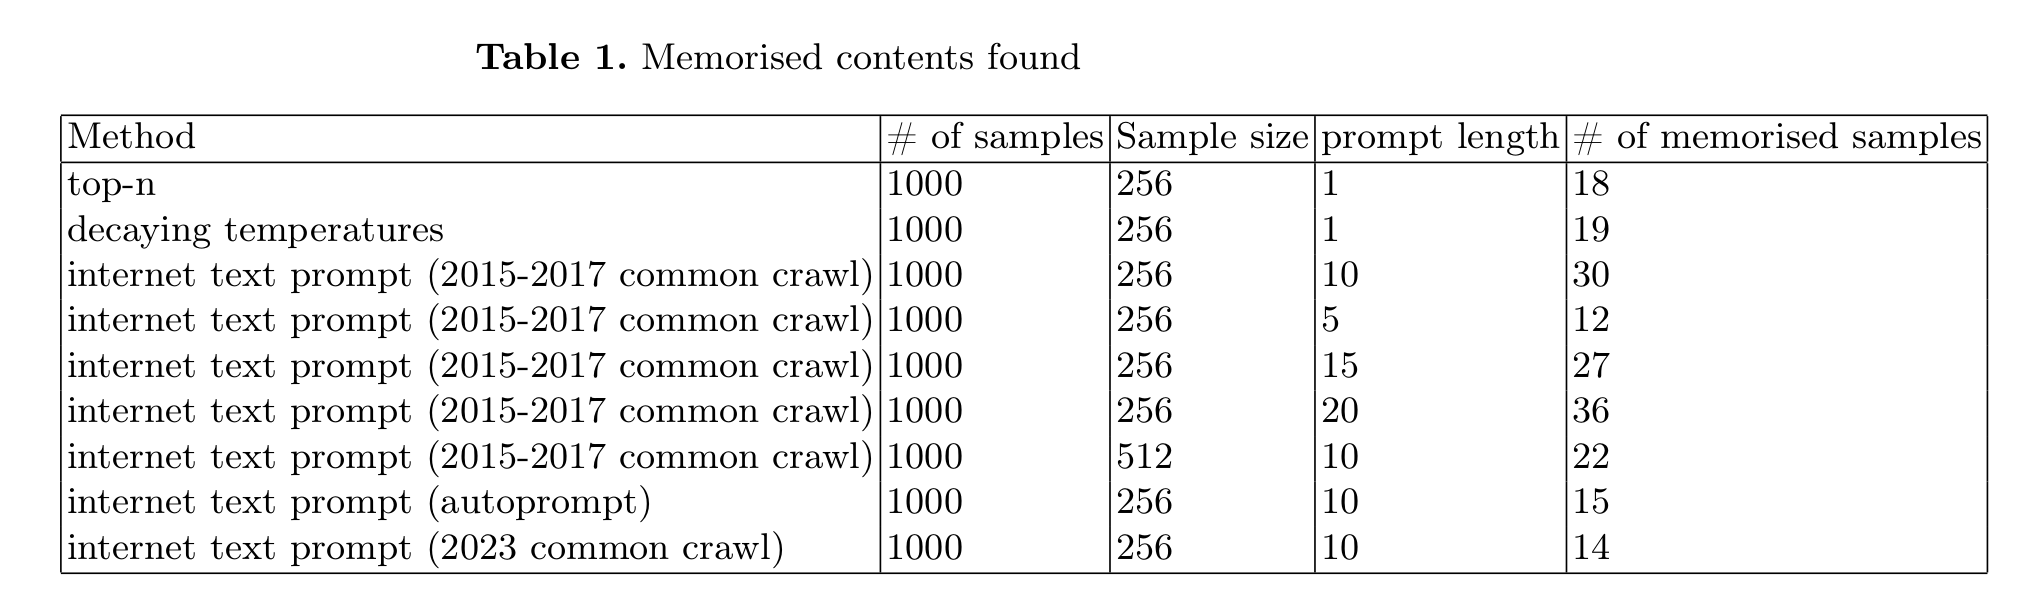 Table 1. Memorised contents found
Method # of samples Sample size prompt length # of memorised samples
top-n 1000 256 1 18
decaying temperatures 1000 256 1 19
internet text prompt (2015-2017 common crawl) 1000 256 10 30
internet text prompt (2015-2017 common crawl) 1000 256 5 12
internet text prompt (2015-2017 common crawl) 1000 256 15 27
internet text prompt (2015-2017 common crawl) 1000 256 20 36
internet text prompt (2015-2017 common crawl) 1000 512 10 22
internet text prompt (autoprompt) 1000 256 10 15
internet text prompt (2023 common crawl) 1000 256 10 14